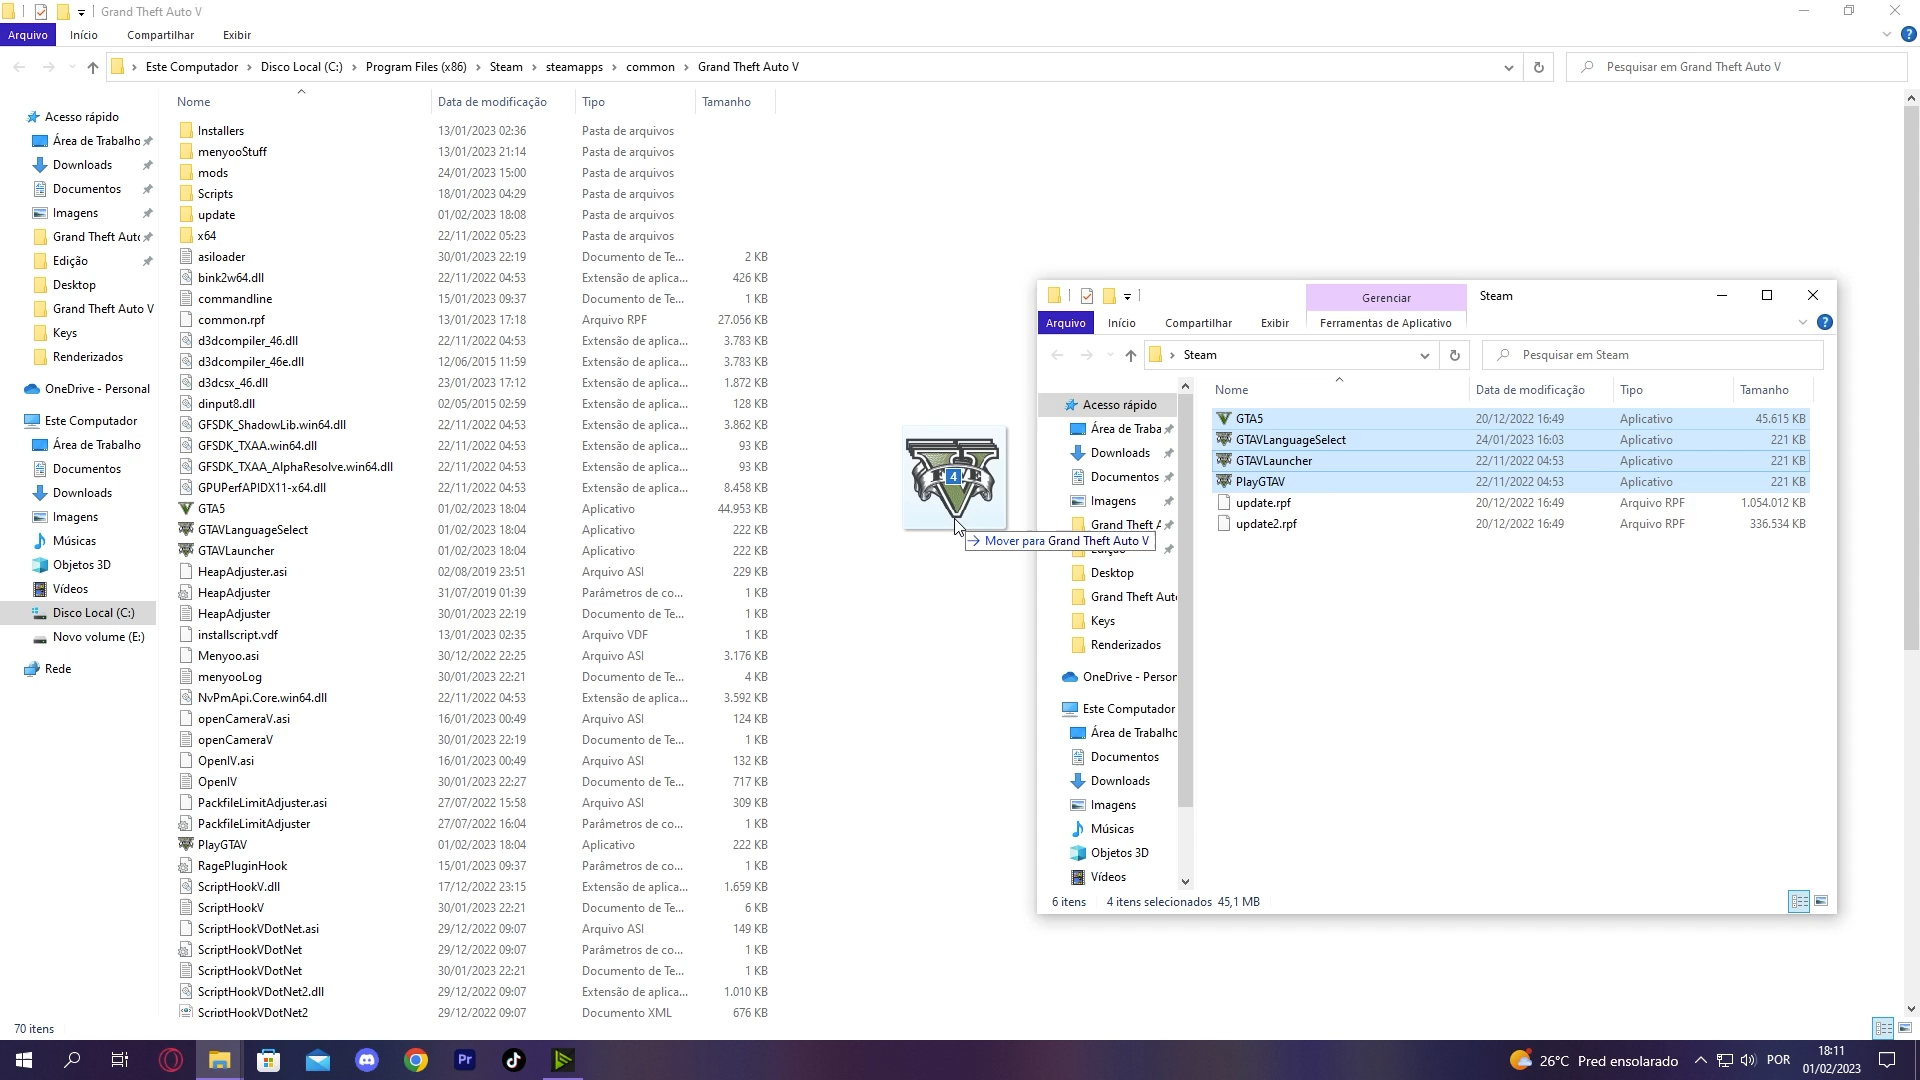 Grand Theft Auto V
Arquivo Início Compartilhar Exibir
Este Computador Disco Local (C:) Program Files (x86) Steam steamapps common Grand Theft Auto V
Pesquisar em Grand Theft Auto V
Acesso rápido
Área de Trabalho
Downloads
Documentos
Imagens
Grand Theft Auto
Edição
Desktop
Grand Theft Auto V
Keys
Renderizados
OneDrive - Personal
Este Computador
Área de Trabalho
Documentos
Downloads
Imagens
Músicas
Objetos 3D
Vídeos
Disco Local (C:)
Novo volume (E:)
Rede
Nome Data de modificação Tipo Tamanho
Installers 13/01/2023 02:36 Pasta de arquivos
menyooStuff 13/01/2023 21:14 Pasta de arquivos
mods 24/01/2023 15:00 Pasta de arquivos
Scripts 18/01/2023 04:29 Pasta de arquivos
update 01/02/2023 18:08 Pasta de arquivos
x64 22/11/2022 05:23 Pasta de arquivos
asiloader 30/01/2023 22:19 Documento de Te... 2 KB
bink2w64.dll 22/11/2022 04:53 Extensão de aplica... 426 KB
commandline 15/01/2023 09:37 Documento de Te... 1 KB
common.rpf 13/01/2023 17:18 Arquivo RPF 27.056 KB
d3dcompiler_46.dll 22/11/2022 04:53 Extensão de aplica... 3.783 KB
d3dcompiler_46e.dll 12/06/2015 11:59 Extensão de aplica... 3.783 KB
d3dcsx_46.dll 23/01/2023 17:12 Extensão de aplica... 1.872 KB
dinput8.dll 02/05/2015 02:59 Extensão de aplica... 128 KB
GFSDK_ShadowLib.win64.dll 22/11/2022 04:53 Extensão de aplica... 3.862 KB
GFSDK_TXAA.win64.dll 22/11/2022 04:53 Extensão de aplica... 93 KB
GFSDK_TXAA_AlphaResolve.win64.dll 22/11/2022 04:53 Extensão de aplica... 93 KB
GPUPerfAPIDX11-x64.dll 22/11/2022 04:53 Extensão de aplica... 8.458 KB
GTA5 01/02/2023 18:04 Aplicativo 44.953 KB
GTAVLanguageSelect 01/02/2023 18:04 Aplicativo 222 KB
GTAVLauncher 01/02/2023 18:04 Aplicativo 222 KB
HeapAdjuster.asi 02/08/2019 23:51 Arquivo ASI 229 KB
HeapAdjuster 31/07/2019 01:39 Parâmetros de co... 1 KB
HeapAdjuster 30/01/2023 22:19 Documento de Te... 1 KB
installscript.vdf 13/01/2023 02:35 Arquivo VDF 1 KB
Menyoo.asi 30/12/2022 22:25 Arquivo ASI 3.176 KB
menyooLog 30/01/2023 22:21 Documento de Te... 4 KB
NvPmApi.Core.win64.dll 22/11/2022 04:53 Extensão de aplica... 3.592 KB
openCameraV.asi 16/01/2023 00:49 Arquivo ASI 124 KB
openCameraV 30/01/2023 22:19 Documento de Te... 1 KB
OpenIV.asi 16/01/2023 00:49 Arquivo ASI 132 KB
OpenIV 30/01/2023 22:27 Documento de Te... 717 KB
PackfileLimitAdjuster.asi 27/07/2022 15:58 Arquivo ASI 309 KB
PackfileLimitAdjuster 27/07/2022 16:04 Parâmetros de co... 1 KB
PlayGTAV 01/02/2023 18:04 Aplicativo 222 KB
RagePluginHook 15/01/2023 09:37 Parâmetros de co... 1 KB
ScriptHookV.dll 17/12/2022 23:15 Extensão de aplica... 1.659 KB
ScriptHookV 30/01/2023 22:21 Documento de Te... 6 KB
ScriptHookVDotNet.asi 29/12/2022 09:07 Arquivo ASI 149 KB
ScriptHookVDotNet 29/12/2022 09:07 Parâmetros de co... 1 KB
ScriptHookVDotNet 30/01/2023 22:21 Documento de Te... 1 KB
ScriptHookVDotNet2.dll 29/12/2022 09:07 Extensão de aplica... 1.010 KB
ScriptHookVDotNet2 29/12/2022 09:07 Documento XML 676 KB
70 itens
4
Mover para Grand Theft Auto V
Gerenciar Steam
Arquivo Início Compartilhar Exibir Ferramentas de Aplicativo
Steam
Pesquisar em Steam
Acesso rápido
Área de Traba
Downloads
Documentos
Imagens
Grand Theft A
Edição
Desktop
Grand Theft Aut
Keys
Renderizados
OneDrive - Person
Este Computador
Área de Trabalho
Documentos
Downloads
Imagens
Músicas
Objetos 3D
Vídeos
Nome Data de modificação Tipo Tamanho
GTA5 20/12/2022 16:49 Aplicativo 45.615 KB
GTAVLanguageSelect 24/01/2023 16:03 Aplicativo 221 KB
GTAVLauncher 22/11/2022 04:53 Aplicativo 221 KB
PlayGTAV 22/11/2022 04:53 Aplicativo 221 KB
update.rpf 20/12/2022 16:49 Arquivo RPF 1.054.012 KB
update2.rpf 20/12/2022 16:49 Arquivo RPF 336.534 KB
6 itens 4 itens selecionados 45,1 MB
Pr
26°C Pred ensolarado POR
18:11
01/02/2023